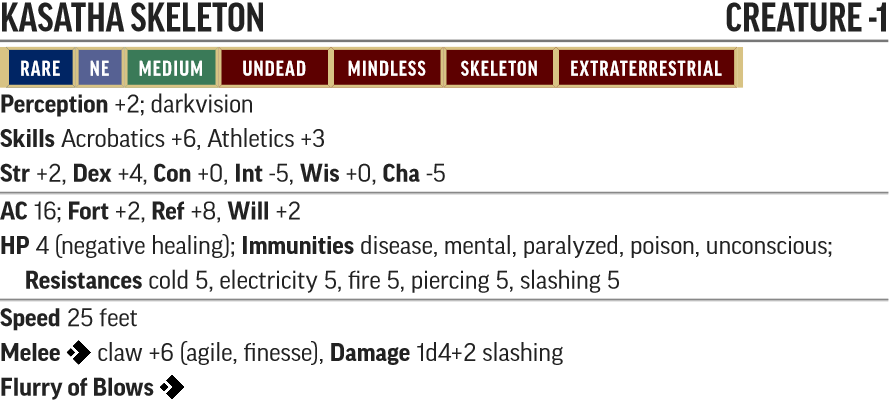 KASATHA SKELETON CREATURE -1
RARE NE MEDIUM UNDEAD MINDLESS SKELETON EXTRATERRESTRIAL
Perception +2; darkvision
Skills Acrobatics +6, Athletics +3
Str +2, Dex +4, Con +0, Int -5, Wis +0, Cha -5
AC 16; Fort +2, Ref +8, Will +2
HP 4 (negative healing); Immunities disease, mental, paralyzed, poison, unconscious;
Resistances cold 5, electricity 5, fire 5, piercing 5, slashing 5
Speed 25 feet
Melee claw +6 (agile, finesse), Damage 1d4+2 slashing
Flurry of Blows